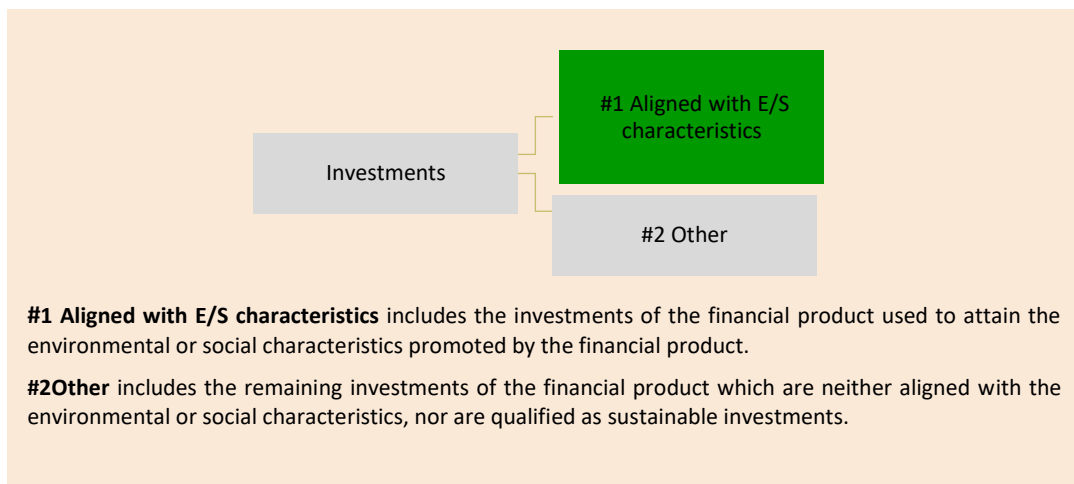 #1 Aligned with E/S
characteristics
Investments
#2 Other
#1 Aligned with E/S characteristics includes the investments of the financial product used to attain the
environmental or social characteristics promoted by the financial product.
#2Other includes the remaining investments of the financial product which are neither aligned with the
environmental or social characteristics, nor are qualified as sustainable investments.